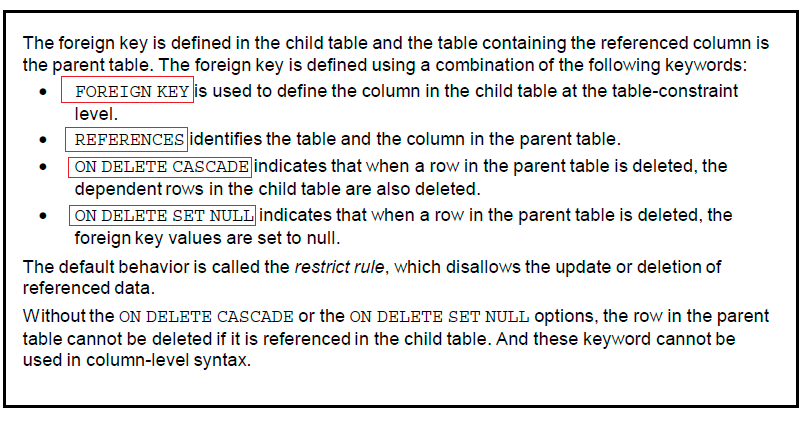 The foreign key is defined in the child table and the table containing the referenced column is
the parent table. The foreign key is defined using a combination of the following keywords:
• FOREIGN KEY is used to define the column in the child table at the table-constraint
level.
• REFERENCES identifies the table and the column in the parent table.
• ON DELETE CASCADE indicates that when a row in the parent table is deleted, the
dependent rows in the child table are also deleted.
• ON DELETE SET NULL indicates that when a row in the parent table is deleted, the
foreign key values are set to null.
The default behavior is called the restrict rule, which disallows the update or deletion of
referenced data.
Without the ON DELETE CASCADE or the ON DELETE SET NULL options, the row in the parent
table cannot be deleted if it is referenced in the child table. And these keyword cannot be
used in column-level syntax.